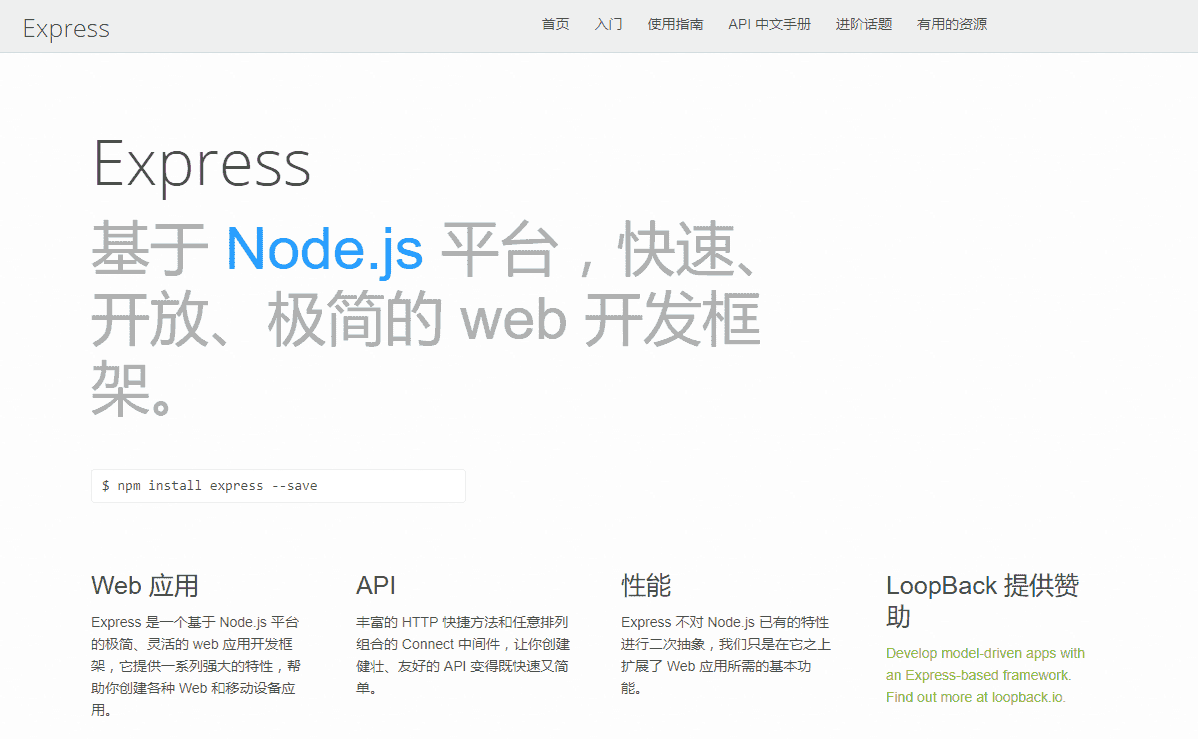 Express
首页 入门 使用指南 API 中文手册 进阶话题 有用的资源
Express
基于 Node.js 平台，快速、
开放、极简的 web 开发框
架。
$ npm install express --save
Web 应用
Express 是一个基于 Node.js 平台
的极简、灵活的 web 应用开发框
架，它提供一系列强大的特性，帮
助你创建各种 Web 和移动设备应
用。
API
丰富的 HTTP 快捷方法和任意排列
组合的 Connect 中间件，让你创建
健壮、友好的 API 变得既快速又简
单。
性能
Express 不对 Node.js 已有的特性
进行二次抽象，我们只是在它之上
扩展了 Web 应用所需的基本功
能。
LoopBack 提供赞
助
Develop model-driven apps with
an Express-based framework.
Find out more at loopback.io.